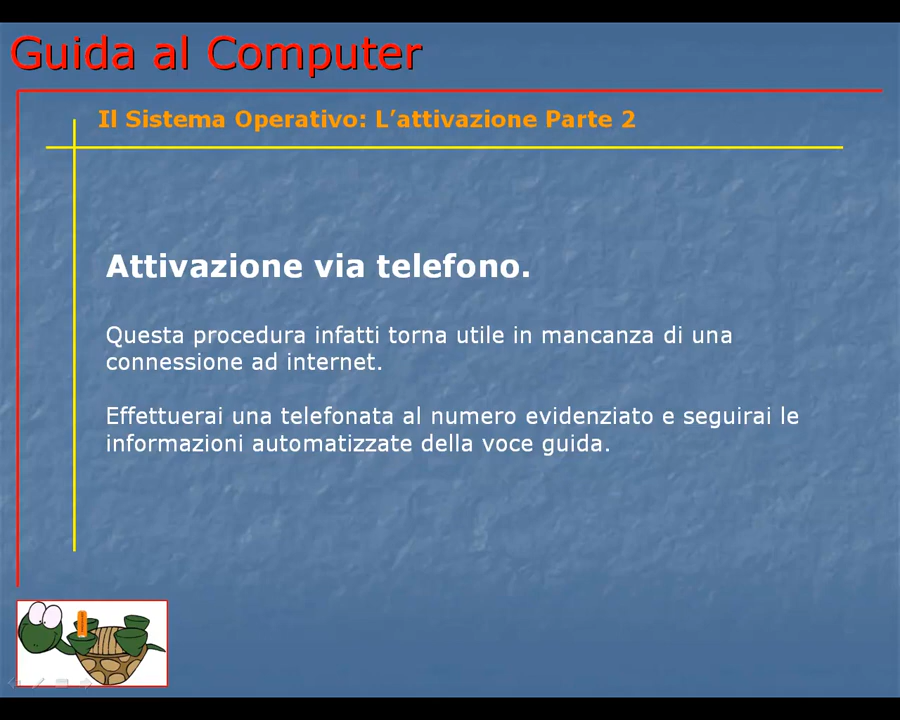 Guida al Computer
Il Sistema Operativo: L’attivazione Parte 2
Attivazione via telefono.
Questa procedura infatti torna utile in mancanza di una
connessione ad internet.
Effettuerai una telefonata al numero evidenziato e seguirai le
informazioni automatizzate della voce guida.